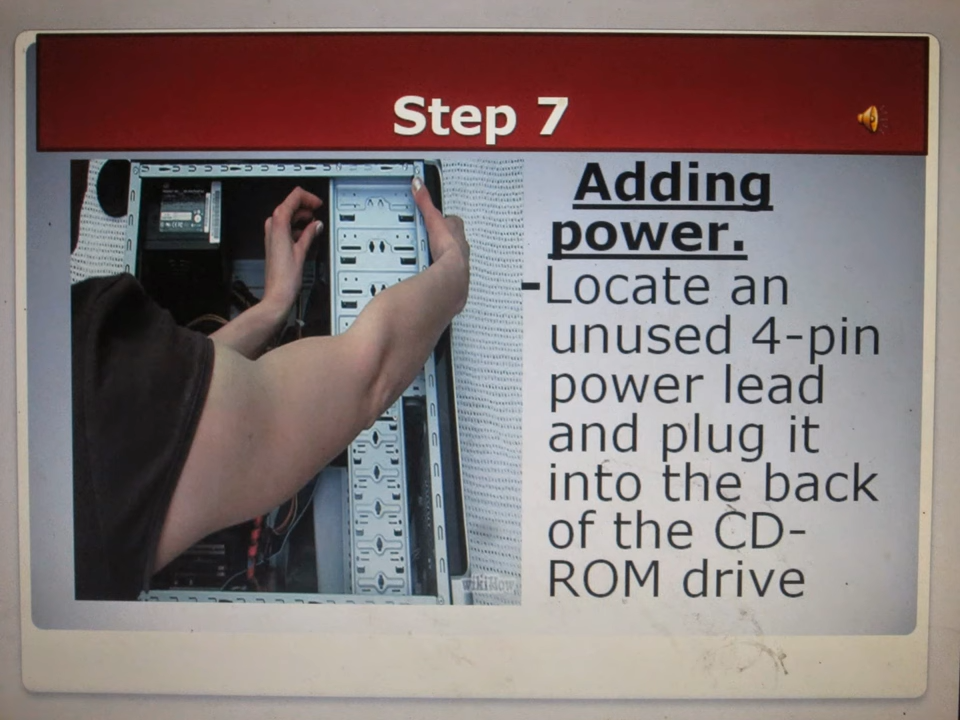 Step 7
Adding
power.
-Locate an
unused 4-pin
power lead
and plug it
into the back
of the CD-
ROM drive
wikiHow